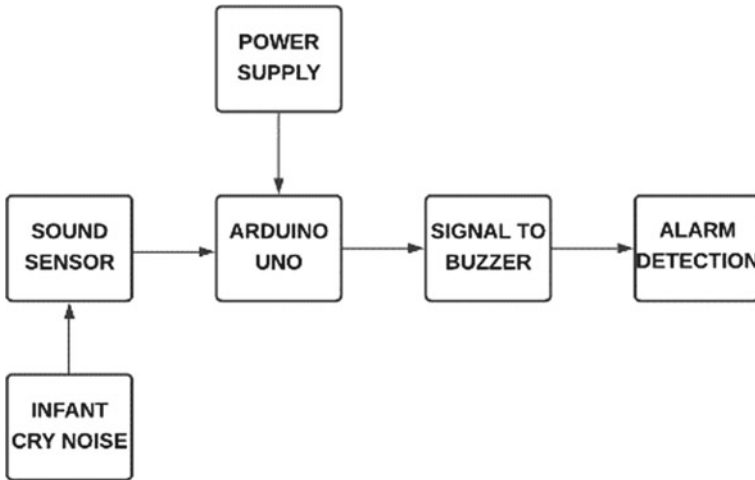 POWER
SUPPLY
SOUND
SENSOR
ARDUINO
UNO
SIGNAL TO
BUZZER
ALARM
DETECTION
INFANT
CRY NOISE